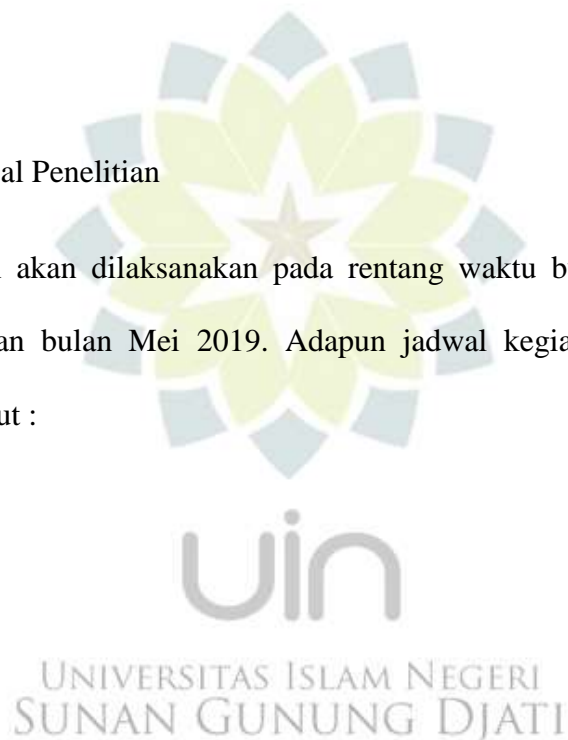 al Penelitian
akan dilaksanakan pada rentang waktu b
an bulan Mei 2019. Adapun jadwal kegia
ut :
uin
UNIVERSITAS ISLAM NEGERI
SUNAN GUNUNG DJATI